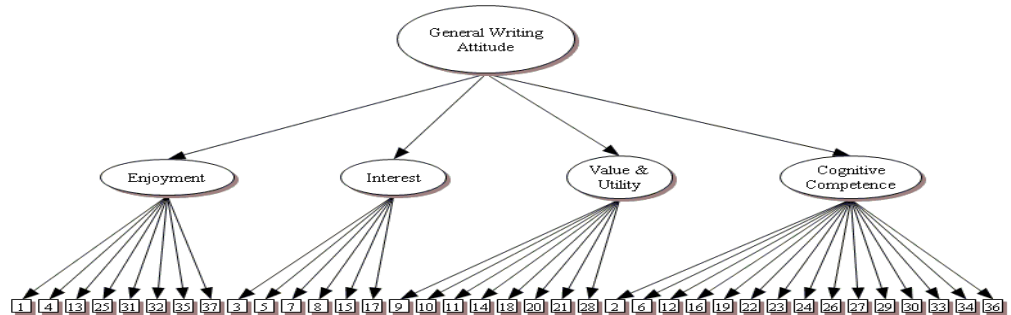 General Writing
Attitude
Enjoyment
Interest
Value &
Utility
Cognitive
Competence
1 4 13 25 31 32 35 37 3 5 7 8 15 17 9 10 11 14 18 20 21 28 2 6 12 16 19 22 23 24 26 27 29 30 33 34 36